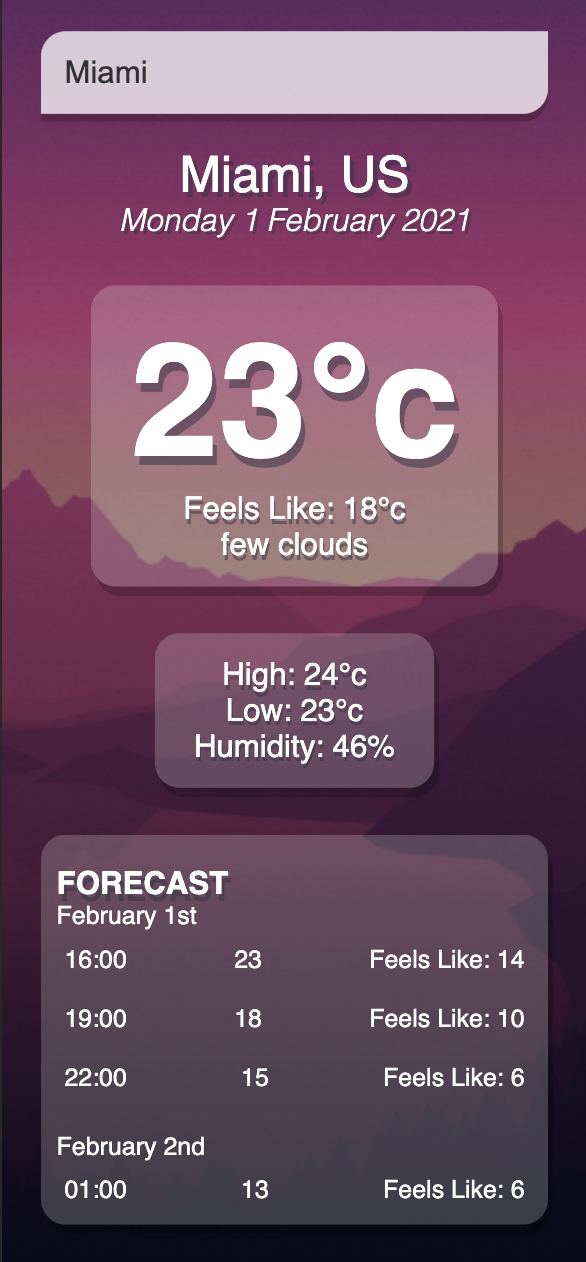 Miami
Miami, US
Monday 1 February 2021
23°c
Feels Like: 18°c
few clouds
High: 24°c
Low: 23°c
Humidity: 46%
FORECAST
February 1st
16:00 23 Feels Like: 14
19:00 18 Feels Like: 10
22:00 15 Feels Like: 6
February 2nd
01:00 13 Feels Like: 6